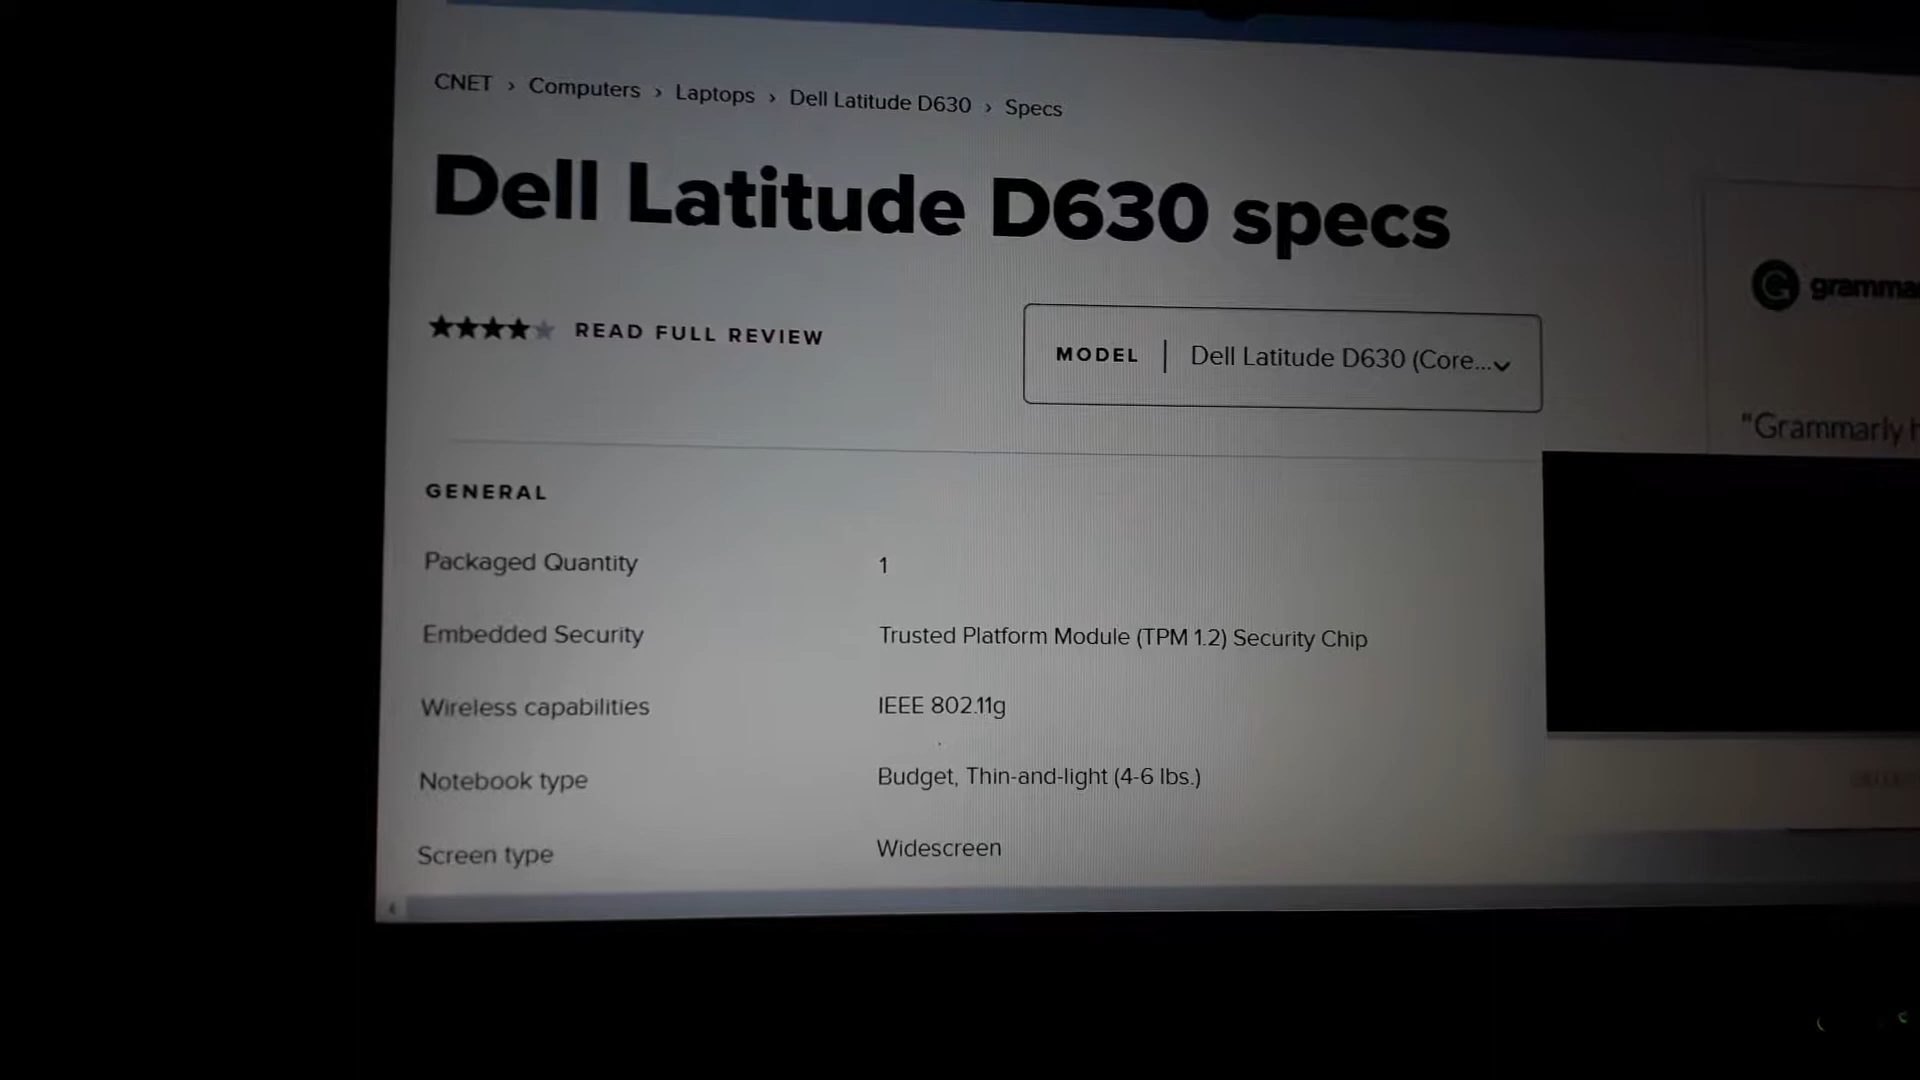 CNET › Computers › Laptops › Dell Latitude D630 › Specs
Dell Latitude D630 specs
READ FULL REVIEW
MODEL | Dell Latitude D630 (Core...
"Grammarly
GENERAL
Packaged Quantity 1
Embedded Security Trusted Platform Module (TPM 1.2) Security Chip
Wireless capabilities IEEE 802.11g
Notebook type Budget, Thin-and-light (4-6 lbs.)
Screen type Widescreen